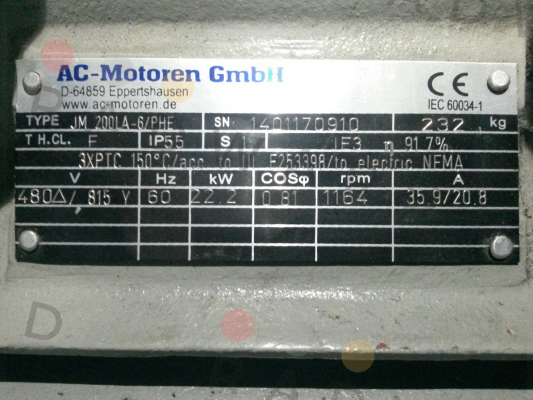 AC-Motoren GmbH
D-64859 Eppertshausen
www.ac-motoren.de
CE
IEC 60034-1
TYPE JM 200LA-6/PHE SN: 1401170910 232 kg
TH.CL. F IP55 S1 IE3 η 91.7%
3XPTC 150°C/acc. to UL E253398/to electric NEMA
V Hz kW COSφ rpm A
480Δ/ 815 Y 60 22.2 0.81 1164 35.9/20.8
D
D